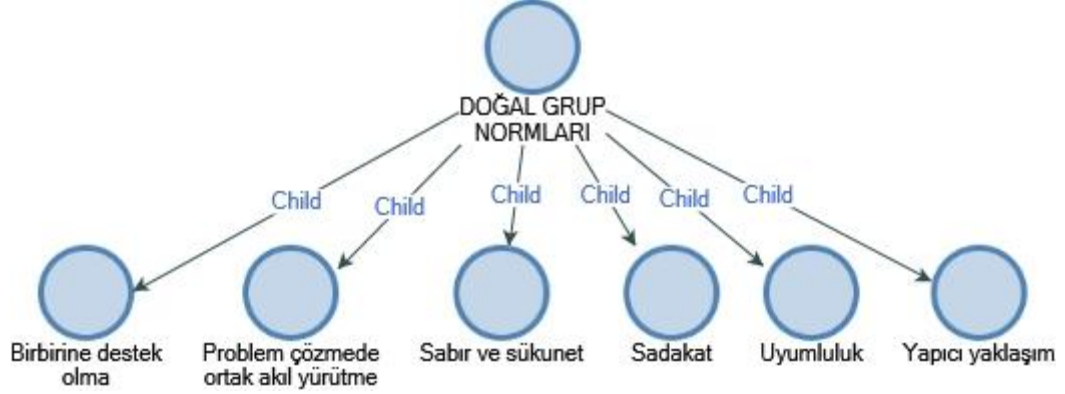 DOĞAL GRUP
NORMLARI
Child
Child
Child
Child
Child
Child
Birbirine destek
olma
Problem çözmede
ortak akıl yürütme
Sabır ve sükunet
Sadakat
Uyumluluk
Yapıcı yaklaşım